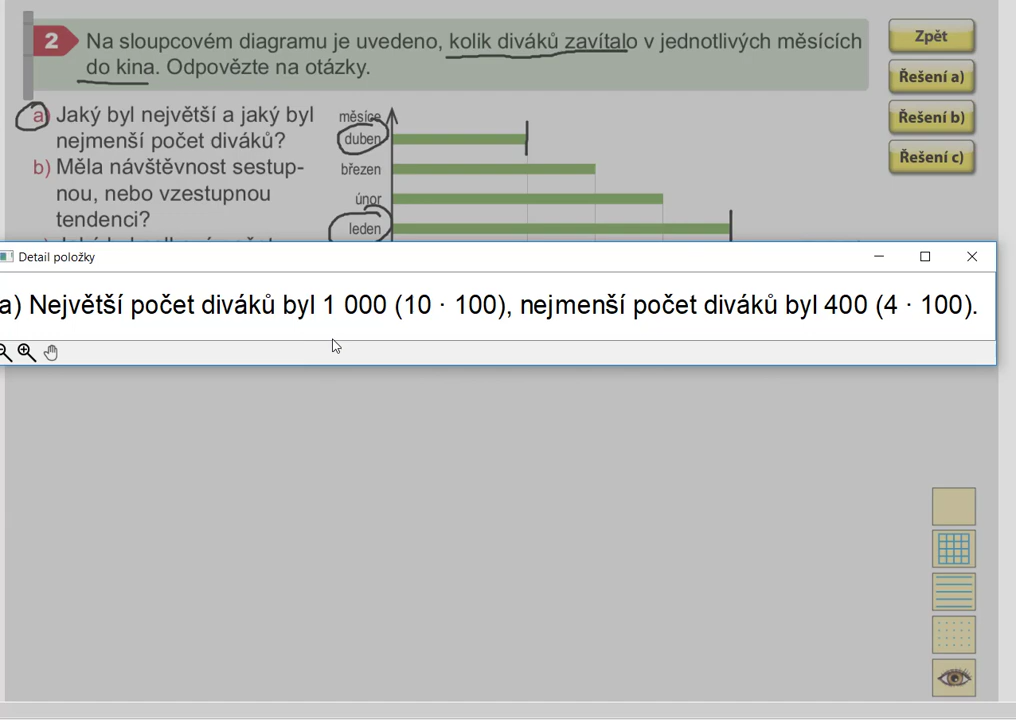 2
Na sloupcovém diagramu je uvedeno, kolik diváků zavítalo v jednotlivých měsících
do kina. Odpovězte na otázky.
Zpět
Řešení a)
Řešení b)
Řešení c)
a) Jaký byl největší a jaký byl
nejmenší počet diváků?
b) Měla návštěvnost sestup-
nou, nebo vzestupnou
tendenci?
měsíce
duben
březen
únor
leden
Detail položky
a) Největší počet diváků byl 1 000 (10 · 100), nejmenší počet diváků byl 400 (4 · 100).